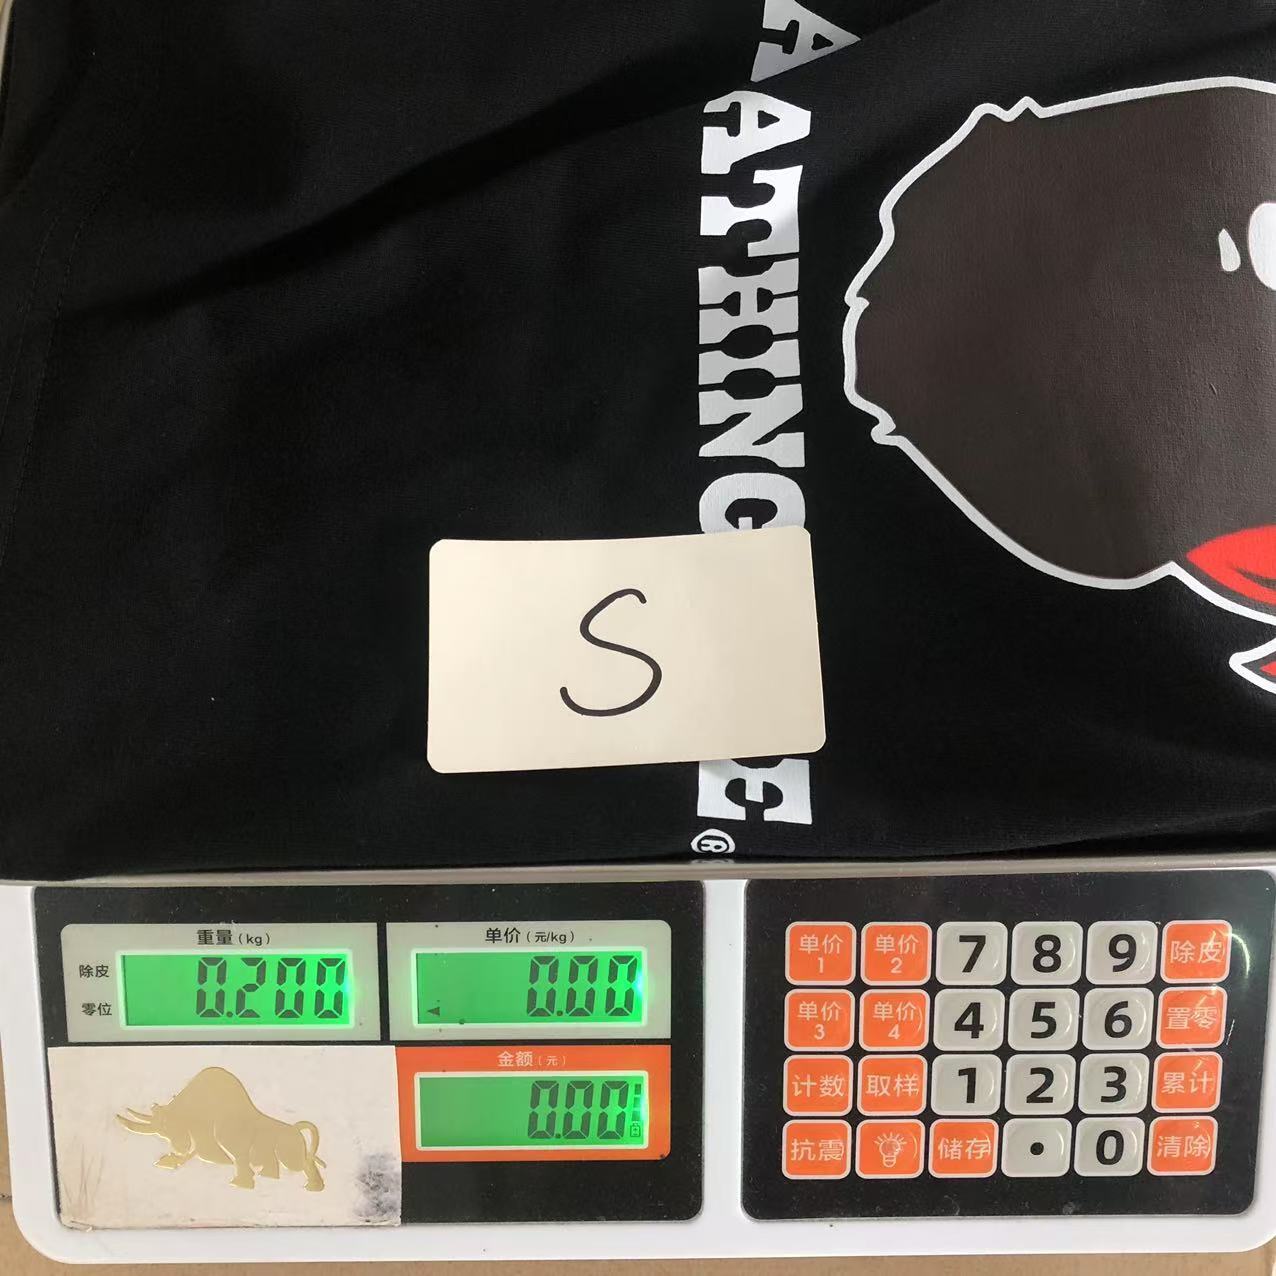 A ATHING
E®
S
重量(kg)
单价(元/kg)
除皮
零位
0.200
0.00
金额(元)
0.00
单价1 单价2 7 8 9 除皮
单价3 单价4 4 5 6 置零
计数 取样 1 2 3 累计
抗震 储存 · 0 清除